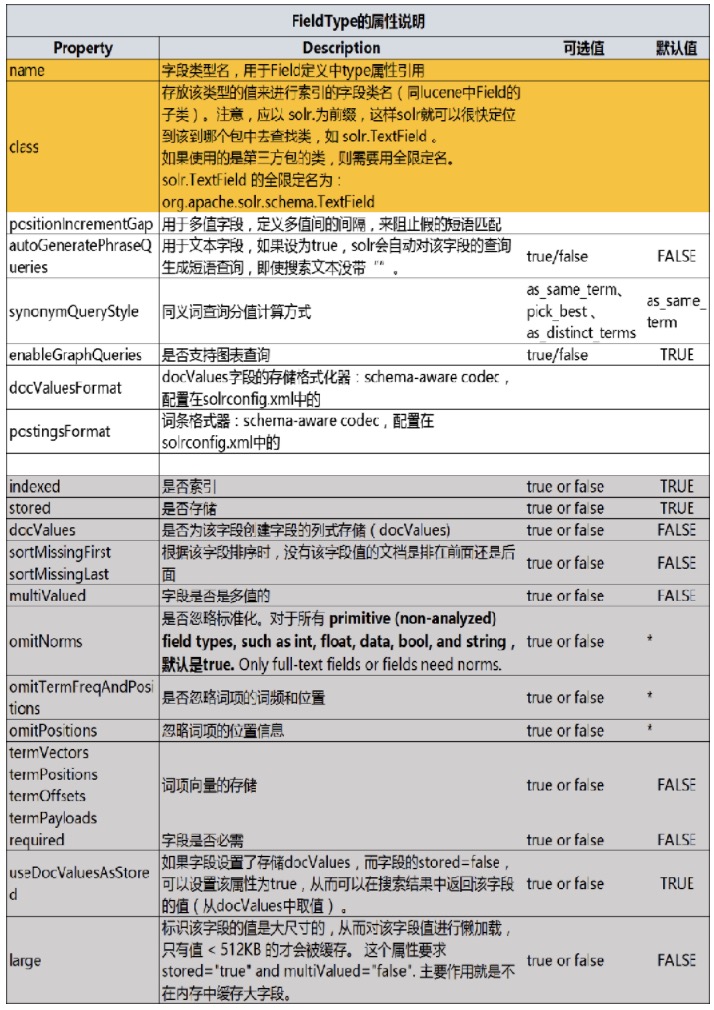 FieldType的属性说明
Property Description 可选值 默认值
name 字段类型名，用于Field定义中type属性引用
class 存放该类型的值来进行索引的字段类名（同lucene中Field的
子类）。注意，应以 solr.为前缀，这样solr就可以很快定位
到该到哪个包中去查找类，如 solr.TextField 。
如果使用的是第三方包的类，则需要用全限定名。
solr.TextField 的全限定名为：
org.apache.solr.schema.TextField
positionIncrementGap 用于多值字段，定义多值间的间隔，来阻止假的短语匹配
autoGeneratePhraseQ 用于文本字段，如果设为true，solr会自动对该字段的查询
ueries 生成短语查询，即使搜索文本没带 “” 。 true/false FALSE
synonymQueryStyle 同义词查询分值计算方式 as_same_term、
pick_best 、
as_distinct_terms as_same_
term
enableGraphQueries 是否支持图表查询 true/false TRUE
docValuesFormat docValues字段的存储格式化器：schema-aware codec，
配置在solrconfig.xml中的
postingsFormat 词条格式器：schema-aware codec，配置在
solrconfig.xml中的
indexed 是否索引 true or false TRUE
stored 是否存储 true or false TRUE
docValues 是否为该字段创建字段的列式存储（docValues) true or false FALSE
sortMissingFirst 根据该字段排序时，没有该字段值的文档是排在前面还是后
sortMissingLast 面 true or false FALSE
multiValued 字段是否是多值的 true or false FALSE
omitNorms 是否忽略标准化。对于所有 primitive (non-analyzed)
field types, such as int, float, data, bool, and string，
默认是true. Only full-text fields or fields need norms. true or false *
omitTermFreqAndPosi
tions 是否忽略词项的词频和位置 true or false *
omitPositions 忽略词项的位置信息 true or false *
termVectors
termPositions
termOffsets
termPayloads 词项向量的存储 true or false FALSE
required 字段是否必需 true or false FALSE
useDocValuesAsStore
d 如果字段设置了存储docValues，而字段的stored=false，
可以设置该属性为true，从而可以在搜索结果中返回该字段
的值（从docValues中取值）。 true or false TRUE
large 标识该字段的值是大尺寸的，从而对该字段值进行懒加载，
只有值 < 512KB 的才会被缓存。 这个属性要求
stored="true" and multiValued="false". 主要作用就是不
在内存中缓存大字段。 true or false FALSE